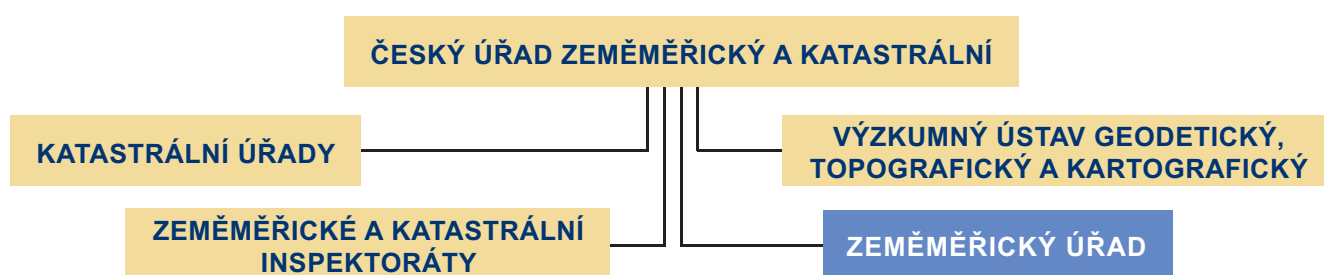 ČESKÝ ÚŘAD ZEMĚMĚŘICKÝ A KATASTRÁLNÍ
KATASTRÁLNÍ ÚŘADY
VÝZKUMNÝ ÚSTAV GEODETICKÝ,
TOPOGRAFICKÝ A KARTOGRAFICKÝ
ZEMĚMĚŘICKÉ A KATASTRÁLNÍ
INSPEKTORÁTY
ZEMĚMĚŘICKÝ ÚŘAD